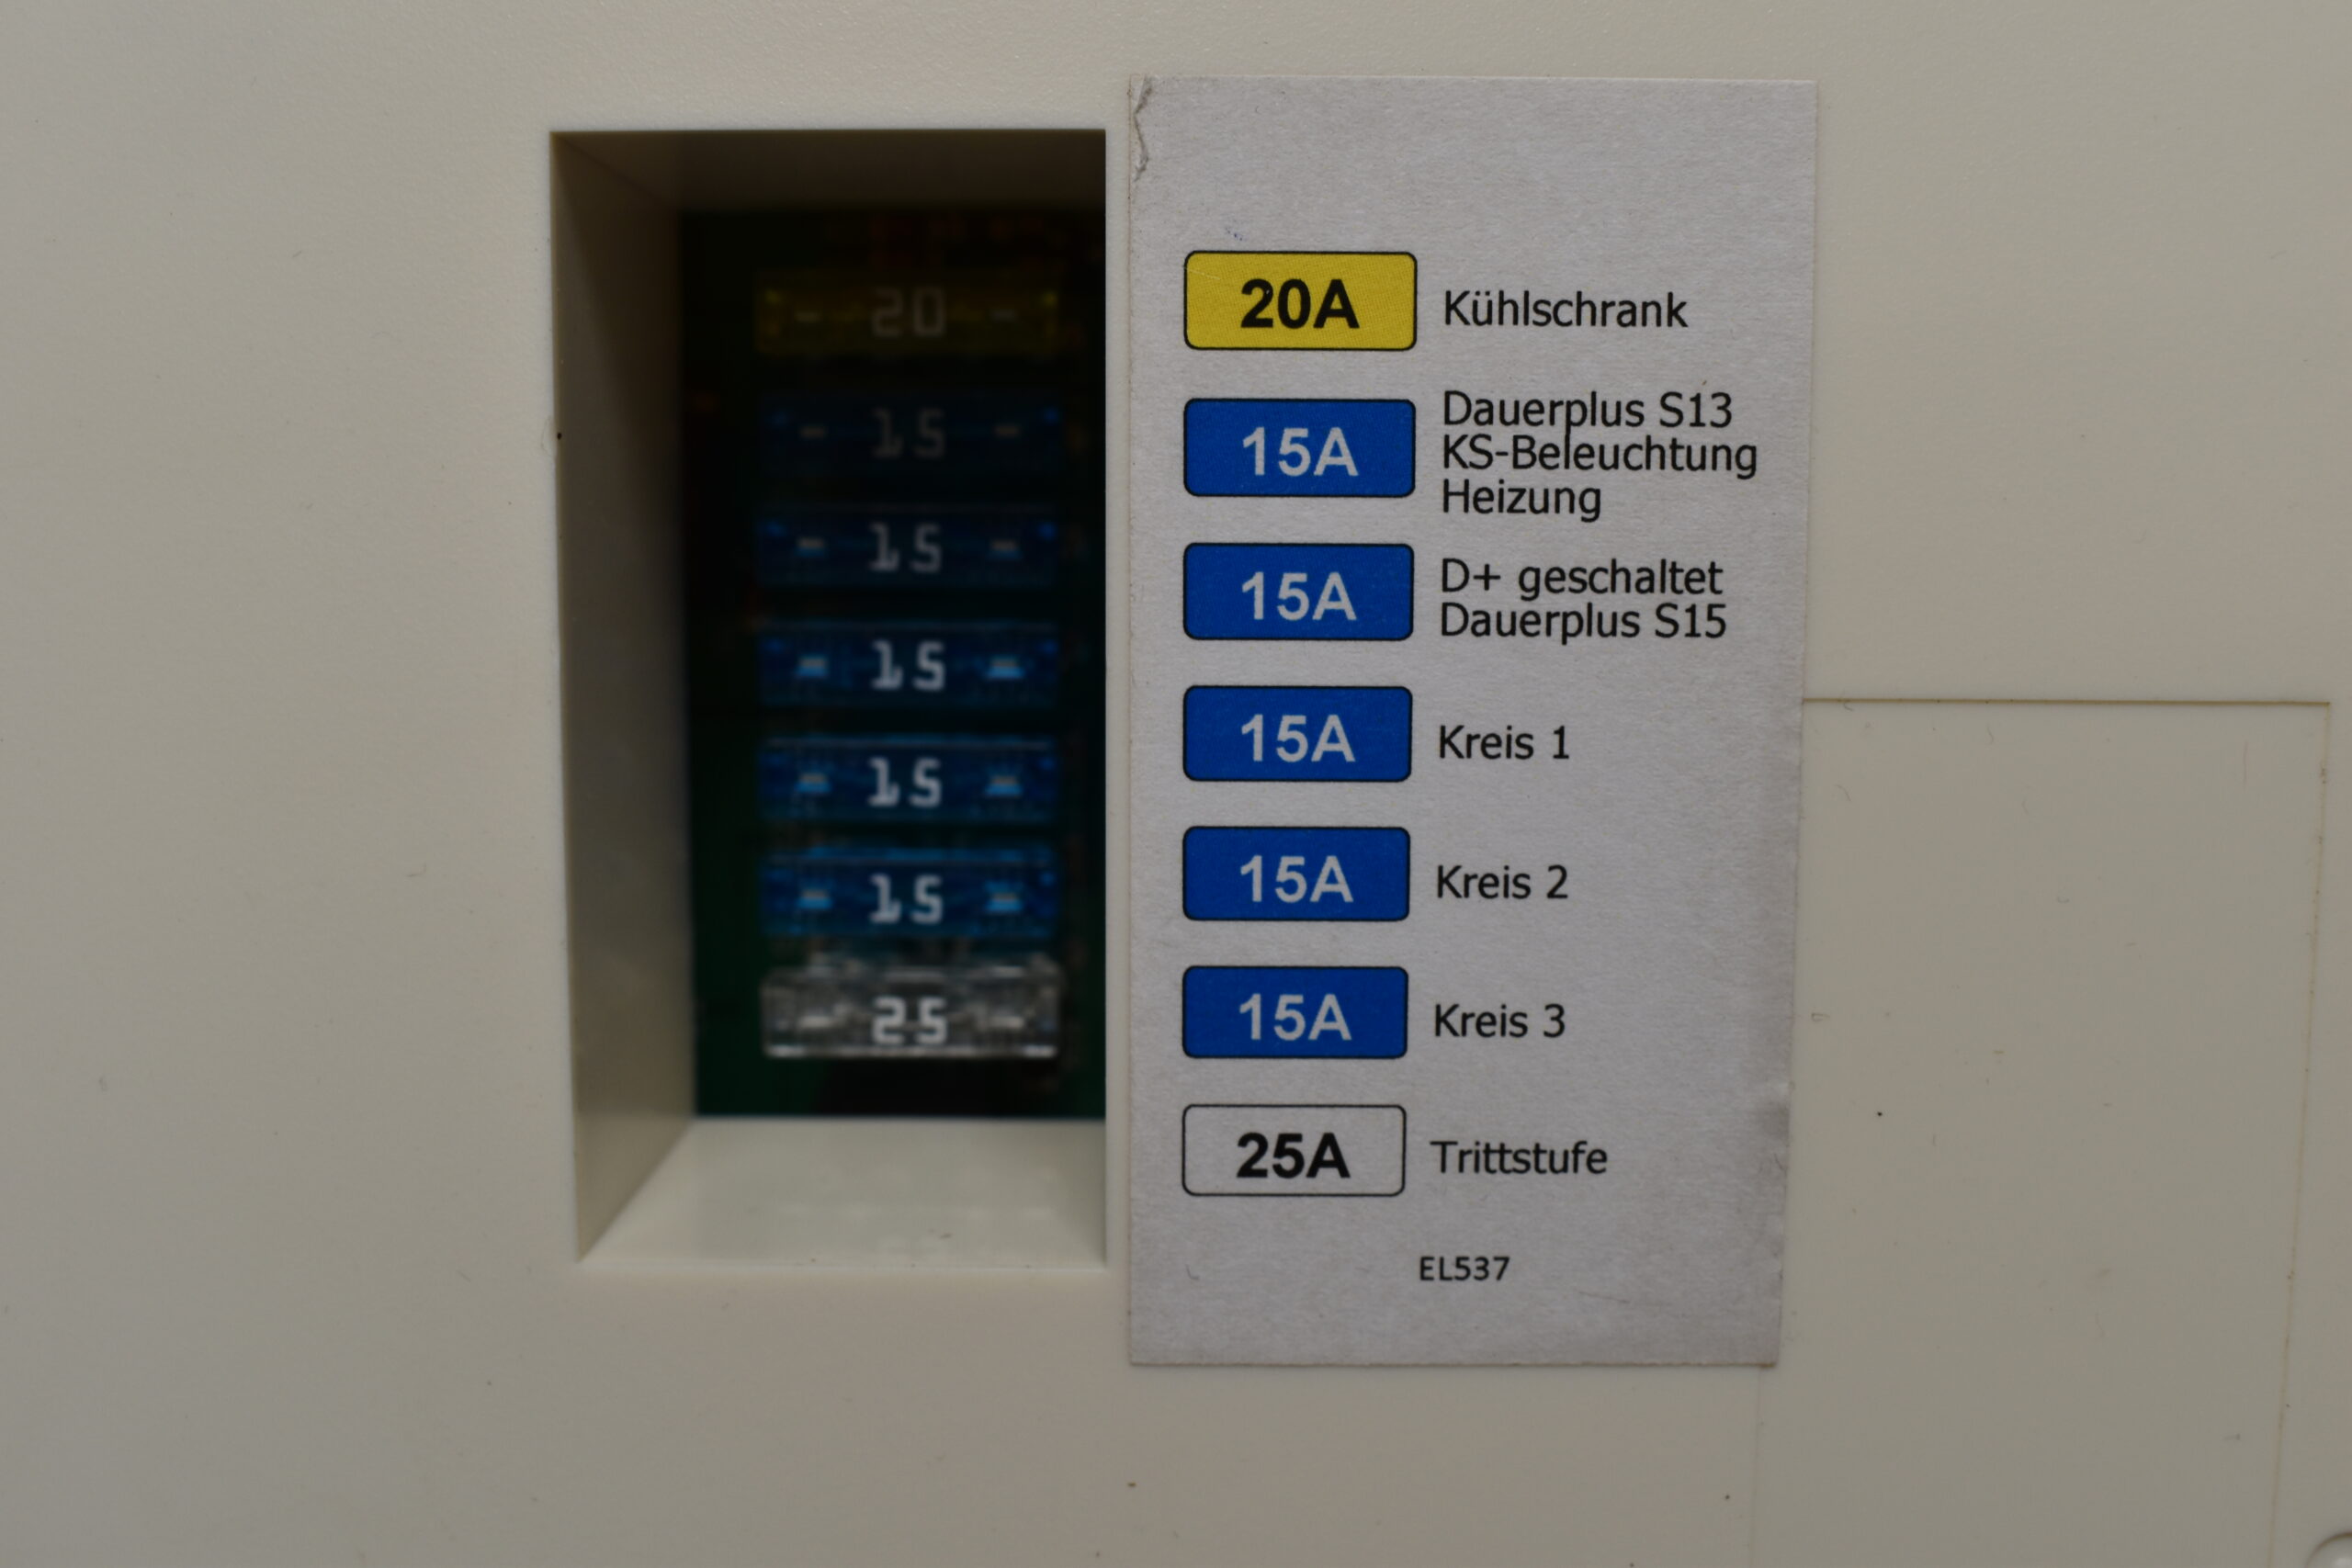 20
15
15
15
15
15
25
20A Kühlschrank
15A Dauerplus S13
KS-Beleuchtung
Heizung
15A D+ geschaltet
Dauerplus S15
15A Kreis 1
15A Kreis 2
15A Kreis 3
25A Trittstufe
EL537